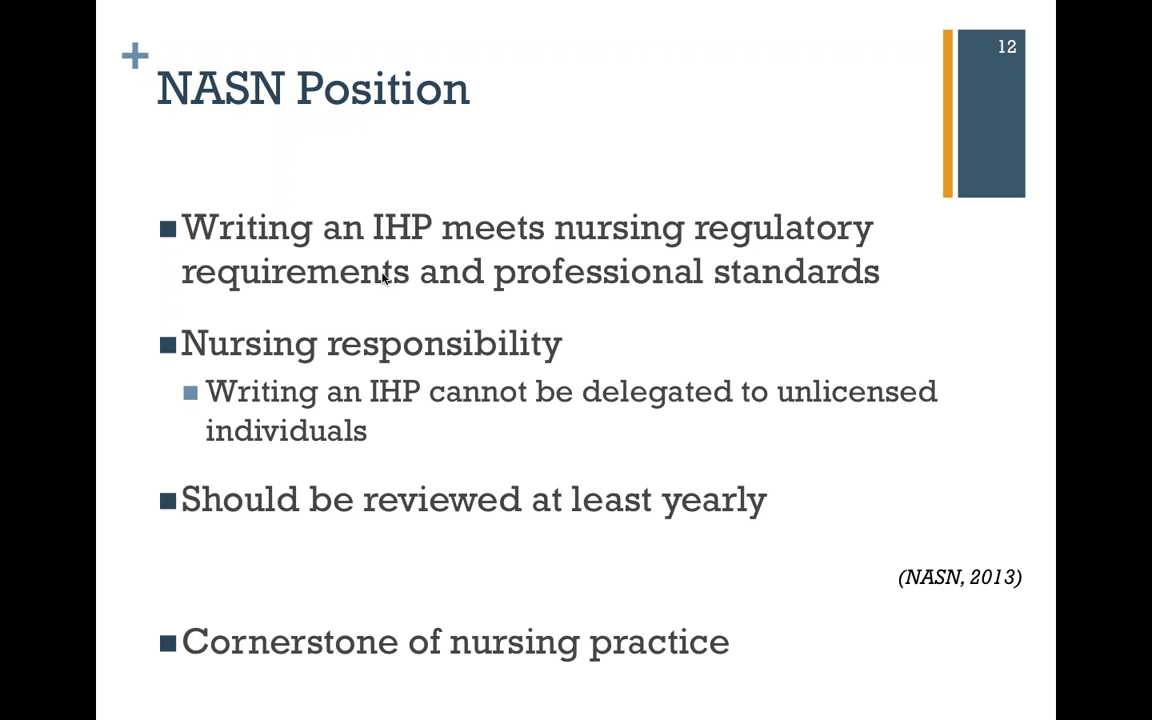 12
+
NASN Position
Writing an IHP meets nursing regulatory
requirements and professional standards
Nursing responsibility
Writing an IHP cannot be delegated to unlicensed
individuals
Should be reviewed at least yearly
(NASN, 2013)
Cornerstone of nursing practice